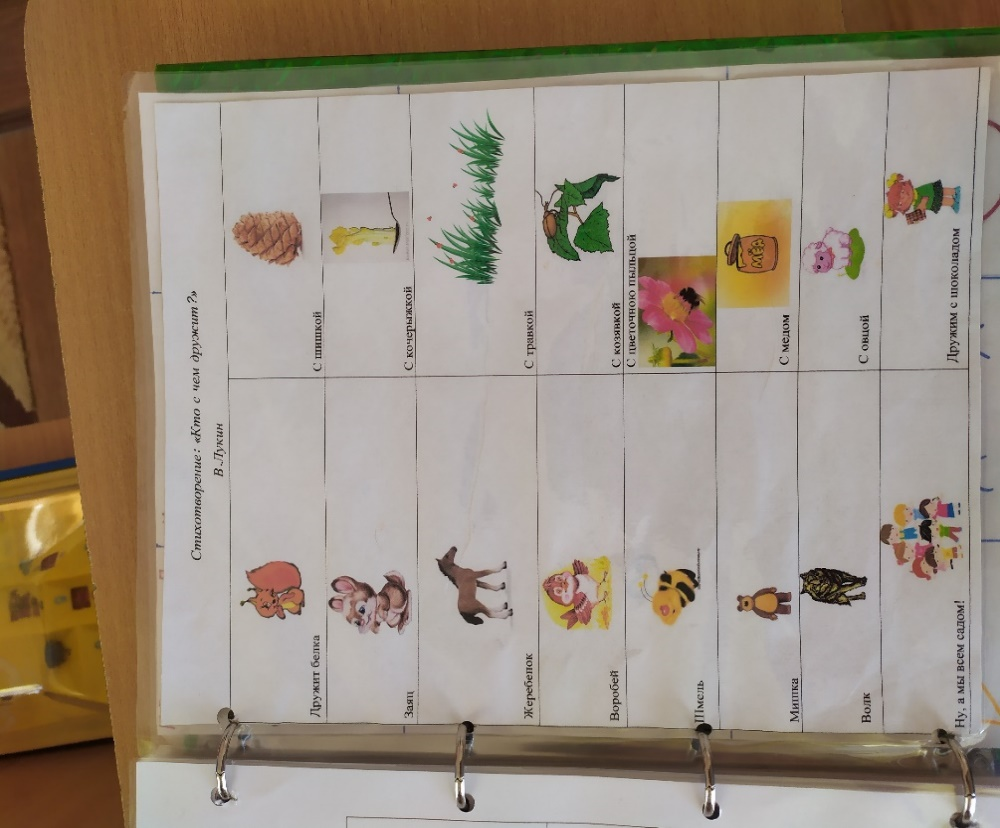 Стихотворение: «Кто с чем дружит?»
В Лукин
Дружит белка
С шишкой
Заяц
С кочерыжкой
Жеребенок
С травкой
Воробей
С козявкой
Шмель
С цветочною пыльцой
Мишка
С медом
МЁД
Волк
С овцой
Ну, а мы всем садом!
Дружим с шоколадом